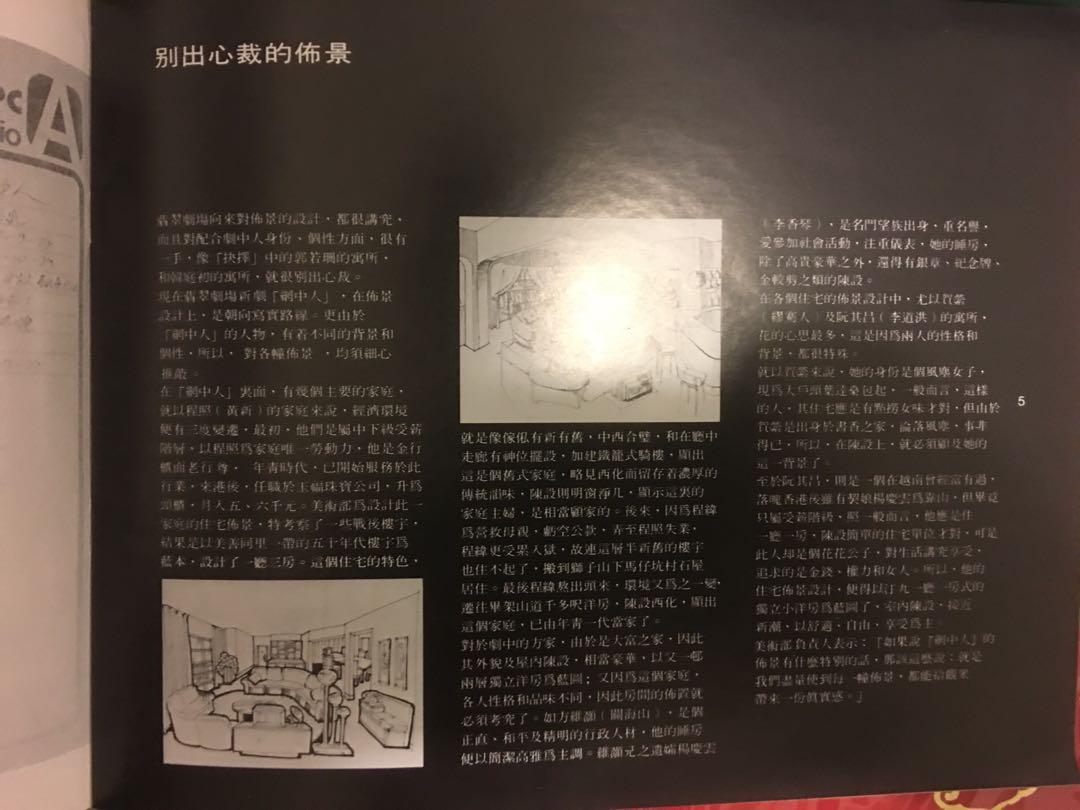 PC
io
A
別出心裁的佈景
翡翠劇場向來對佈景的設計，都很講究，
而且對配合劇中人身份、個性方面，很有
一手，像「抉擇」中的郭若珊的寓所，
和韓庭初的寓所，就很別出心裁。
現在翡翠劇場新劇「網中人」，在佈景
設計上，是朝向寫實路線。更由於
「網中人」的人物，有着不同的背景和
個性，所以，對各幢佈景，均須細心
推敲。
在「網中人」裏面，有幾個主要的家庭，
就以程照（黃新）的家庭來說，經濟環境
便有三度變遷，最初，他們是屬中下級受薪
階層，以程照爲家庭唯一勞動力，他是金行
櫃面老行尊，年靑時代，已開始服務於此
行業，來港後，任職於玉福珠寶公司，升爲
頭櫃，月入五、六千元。美術部爲設計此一
家庭的住宅佈景，特考察了一些戰後樓宇，
結果是以美善同里一帶的五十年代樓宇爲
藍本，設計了一廳三房。這個住宅的特色，
就是像傢俬有新有舊，中西合璧，和在廳中
走廊有神位擺設，加建鐵籠式騎樓，顯出
這是個舊式家庭，略見西化而留存着濃厚的
傳統韻味，陳設則明窗淨几，顯示這裏的
家庭主婦，是相當顧家的。後來，因爲程緯
爲營救母親，虧空公款，弄至程照失業，
程緯更受累入獄，故連這層半新舊的樓宇
也住不起了，搬到獅子山下馬仔坑村石屋
居住。最後程緯熬出頭來，環境又爲之一變，
遷往畢架山道千多呎洋房，陳設西化，顯出
這個家庭，已由年靑一代當家了。
對於劇中的方家，由於是大富之家，因此
其外貌及屋內陳設，相當豪華，以又一邨
兩層獨立洋房爲藍圖；又因爲這個家庭，
各人性格和品味不同，因此房間的佈置就
必須考究了。如方維顥（關海山），是個
正直、和平及精明的行政人材，他的睡房
便以簡潔高雅爲主調。維顥兄之遺孀楊慶雲
（李香琴），是名門望族出身，重名譽，
愛參加社會活動，注重儀表，她的睡房，
除了高貴豪華之外，還得有銀章、祀念牌、
金較剪之類的陳設。
在各個住宅的佈景設計中，尤以賀縈
（繆騫人）及阮其昌（李道洪）的寓所，
花的心思最多，這是因爲兩人的性格和
背景，都很特殊。
就以賀縈來說，她的身份是個風塵女子，
現爲大戶頭葉達燊包起，一般而言，這樣
的人，其住宅應是有點撈女味才對，但由於
賀縈是出身於書香之家，淪落風塵，事非
得已，所以，在陳設上，就必須顧及她的
這一背景了。
至於阮其昌，則是一個在越南曾經富有過，
落魄香港後雖有契娘楊慶雲爲靠山，但畢竟
只屬受薪階級，照一般而言，他應是住
一廳一房，陳設簡單的住宅單位才對，可是
此人却是個花花公子，對生活講究享受，
追求的是金錢、權力和女人。所以，他的
住宅佈景設計，便得以汀九一廳一房式的
獨立小洋房爲藍圖了，室內陳設，接近
新潮，以舒適、自由、享受爲主。
美術部負責人表示：「如果說『網中人』的
佈景有什麼特別的話，那該這麼說：就是
我們盡量使到每一幢佈景，都能給觀衆
帶來一份眞實感。」
5